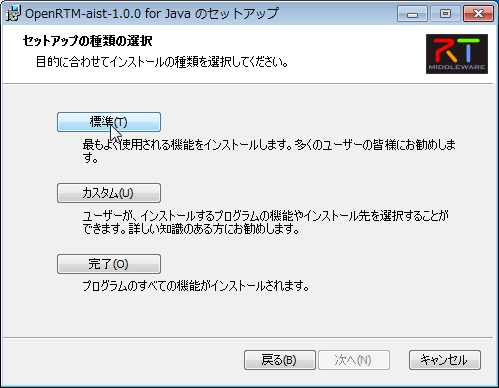 OpenRTM-aist-1.0.0 for Java のセットアップ
セットアップの種類の選択
目的に合わせてインストールの種類を選択してください。
RT
MIDDLEWARE
標準(T)
最もよく使用される機能をインストールします。多くのユーザーの皆様にお勧めしま
す。
カスタム(U)
ユーザーが、インストールするプログラムの機能やインストール先を選択することが
できます。詳しい知識のある方にお勧めします。
完了(O)
プログラムのすべての機能がインストールされます。
戻る(B) 次へ(N) キャンセル